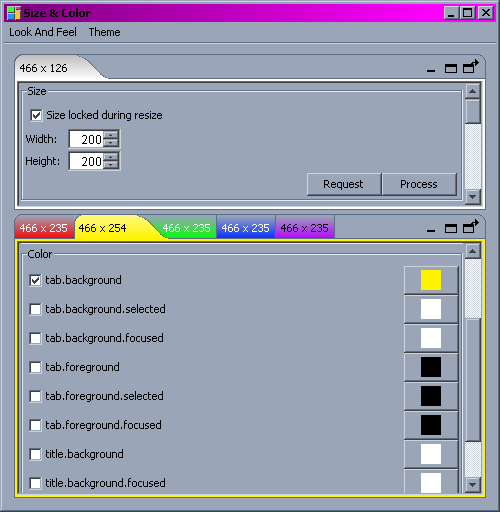 Size & Color
Look And Feel Theme
466 x 126
Size
Size locked during resize
Width: 200
Height: 200
Request Process
466 x 235 466 x 254 466 x 235 466 x 235 466 x 235
Color
tab.background
tab.background.selected
tab.background.focused
tab.foreground
tab.foreground.selected
tab.foreground.focused
title.background
title.background.focused